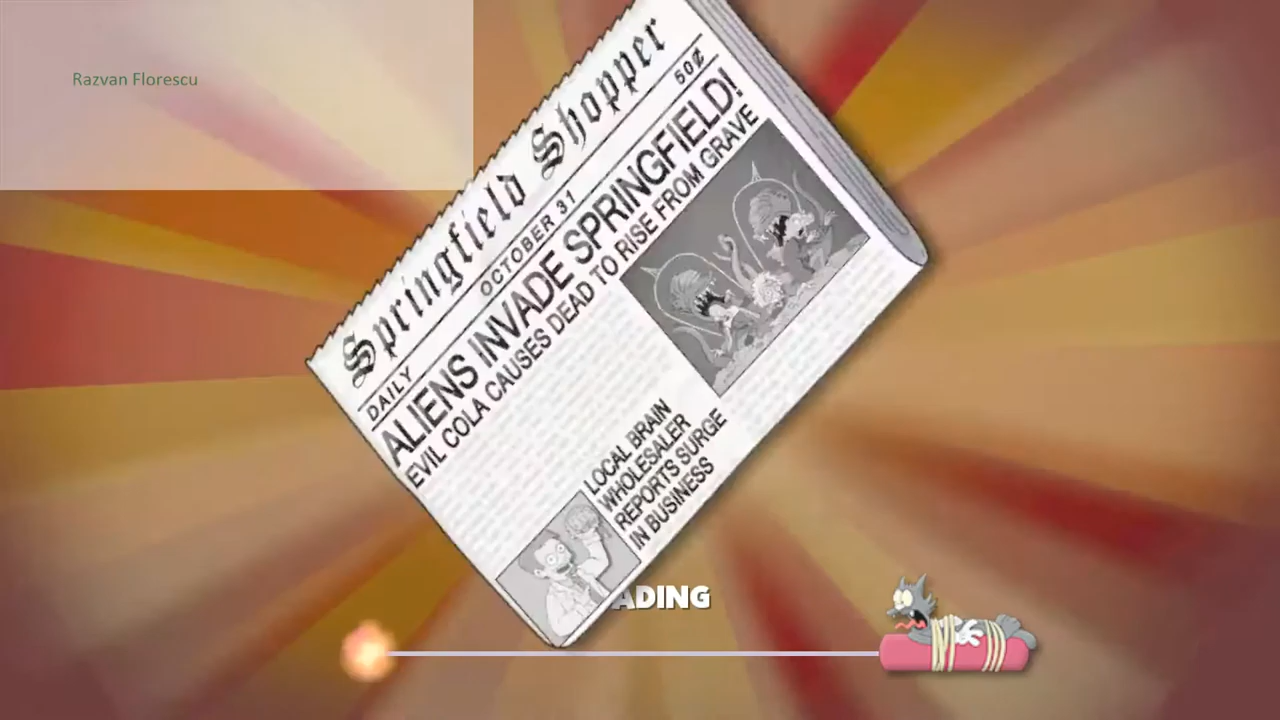 Razvan Florescu
Springfield Shopper
DAILY OCTOBER 31 50¢
ALIENS INVADE SPRINGFIELD!
EVIL COLA CAUSES DEAD TO RISE FROM GRAVE
LOCAL BRAIN
WHOLESALER
REPORTS SURGE
IN BUSINESS
ADING